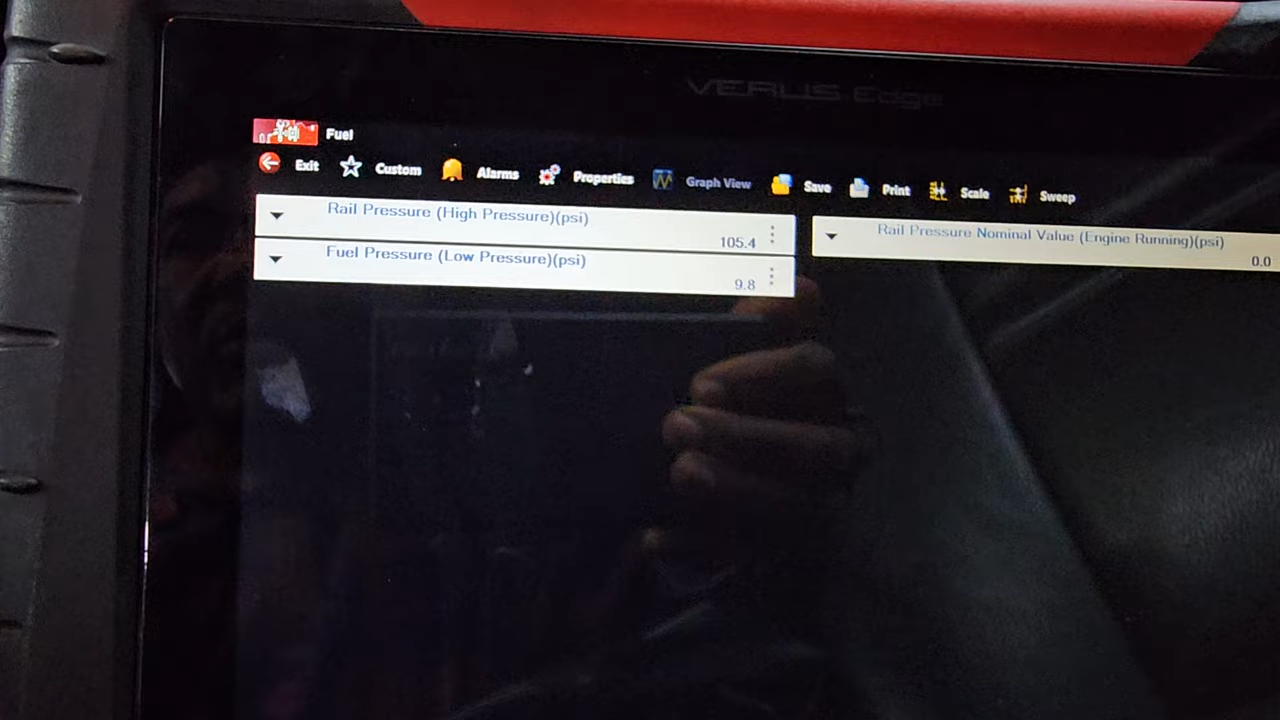 VERUS Edge
Fuel
Exit Custom Alarms Properties Graph View Save Print Scale Sweep
Rail Pressure (High Pressure)(psi)
105.4
Rail Pressure Nominal Value (Engine Running)(psi)
0.0
Fuel Pressure (Low Pressure)(psi)
9.8